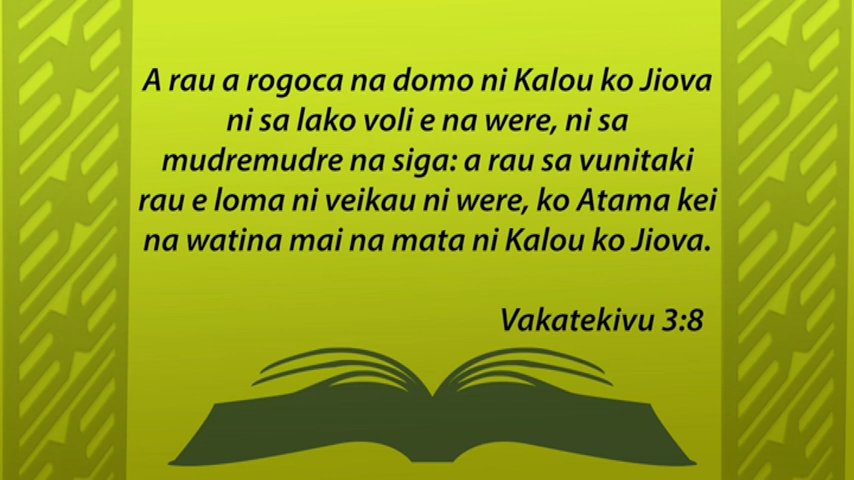 A rau a rogoca na domo ni Kalou ko Jiova
ni sa lako voli e na were, ni sa
mudremudre na siga: a rau sa vunitaki
rau e loma ni veikau ni were, ko Atama kei
na watina mai na mata ni Kalou ko Jiova.
Vakatekivu 3:8